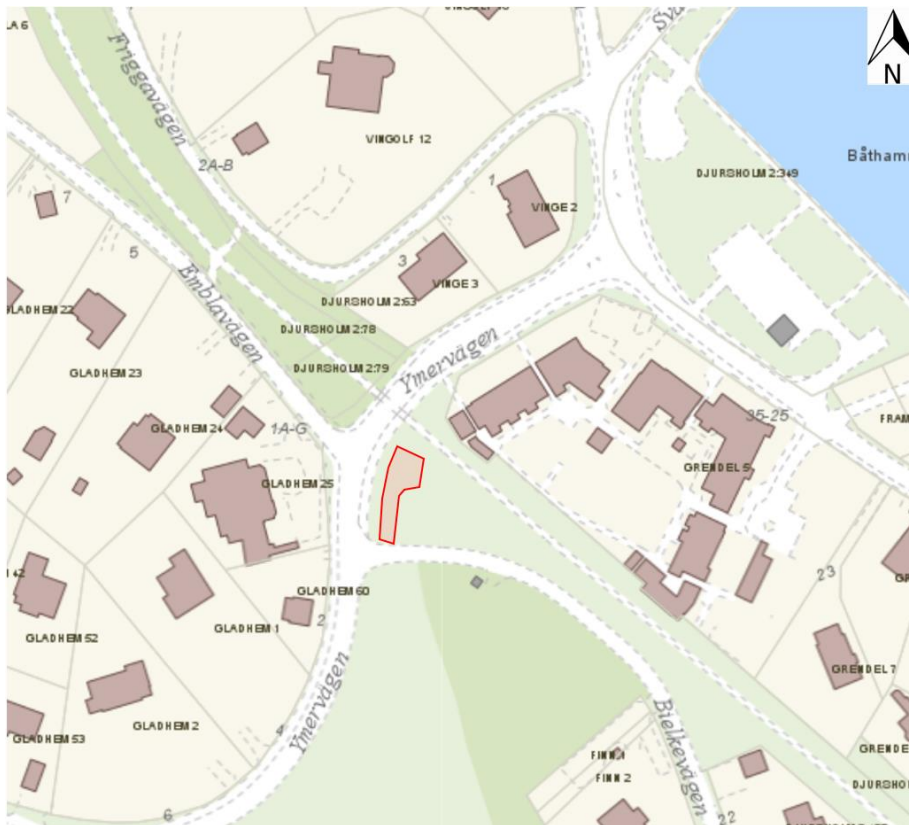 N
Friggavägen
VINGOLF 12
2A-B
7
5
Båthamn
DJURSHOLM 2:349
1
VINGE 2
3
VINGE 3
DJURSHOLM 2:63
Emblavägen
DJURSHOLM 2:78
Ymervägen
DJURSHOLM 2:79
GLADHEM 23
GLADHEM 24
1A-G
35-25
GRENDEL 5
GLADHEM 25
GLADHEM 60
23
GLADHEM 1
2
GLADHEM 52
GRENDEL 7
GLADHEM 2
4
Ymervägen
Bielkevägen
GLADHEM 53
FINN 1
FINN 2
6
22